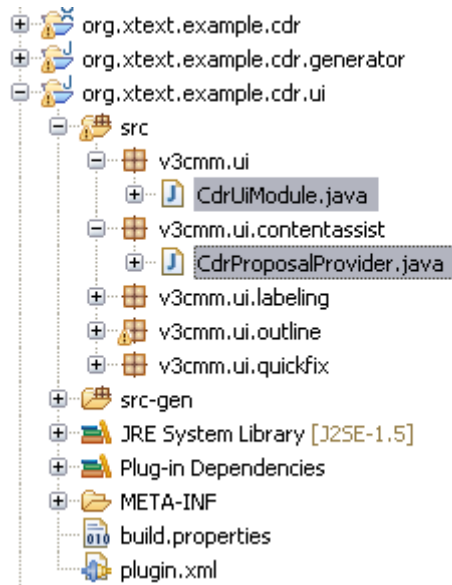 org.xtext.example.cdr
org.xtext.example.cdr.generator
org.xtext.example.cdr.ui
src
v3cmm.ui
CdrUiModule.java
v3cmm.ui.contentassist
CdrProposalProvider.java
v3cmm.ui.labeling
v3cmm.ui.outline
v3cmm.ui.quickfix
src-gen
JRE System Library [J2SE-1.5]
Plug-in Dependencies
META-INF
build.properties
plugin.xml